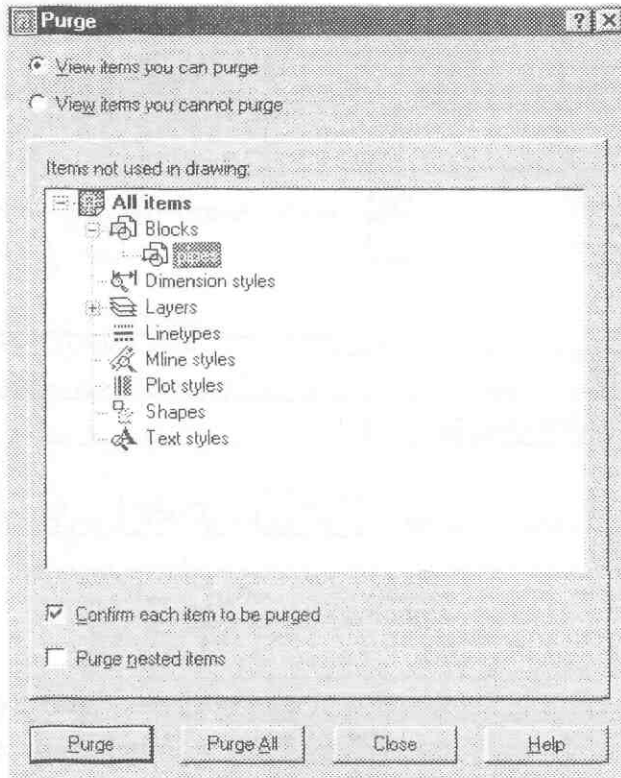 Purge
View items you can purge
View items you cannot purge
Items not used in drawing:
All items
Blocks
Dimension styles
Layers
Linetypes
Mline styles
Plot styles
Shapes
Text styles
Confirm each item to be purged
Purge nested items
Purge Purge All Close Help